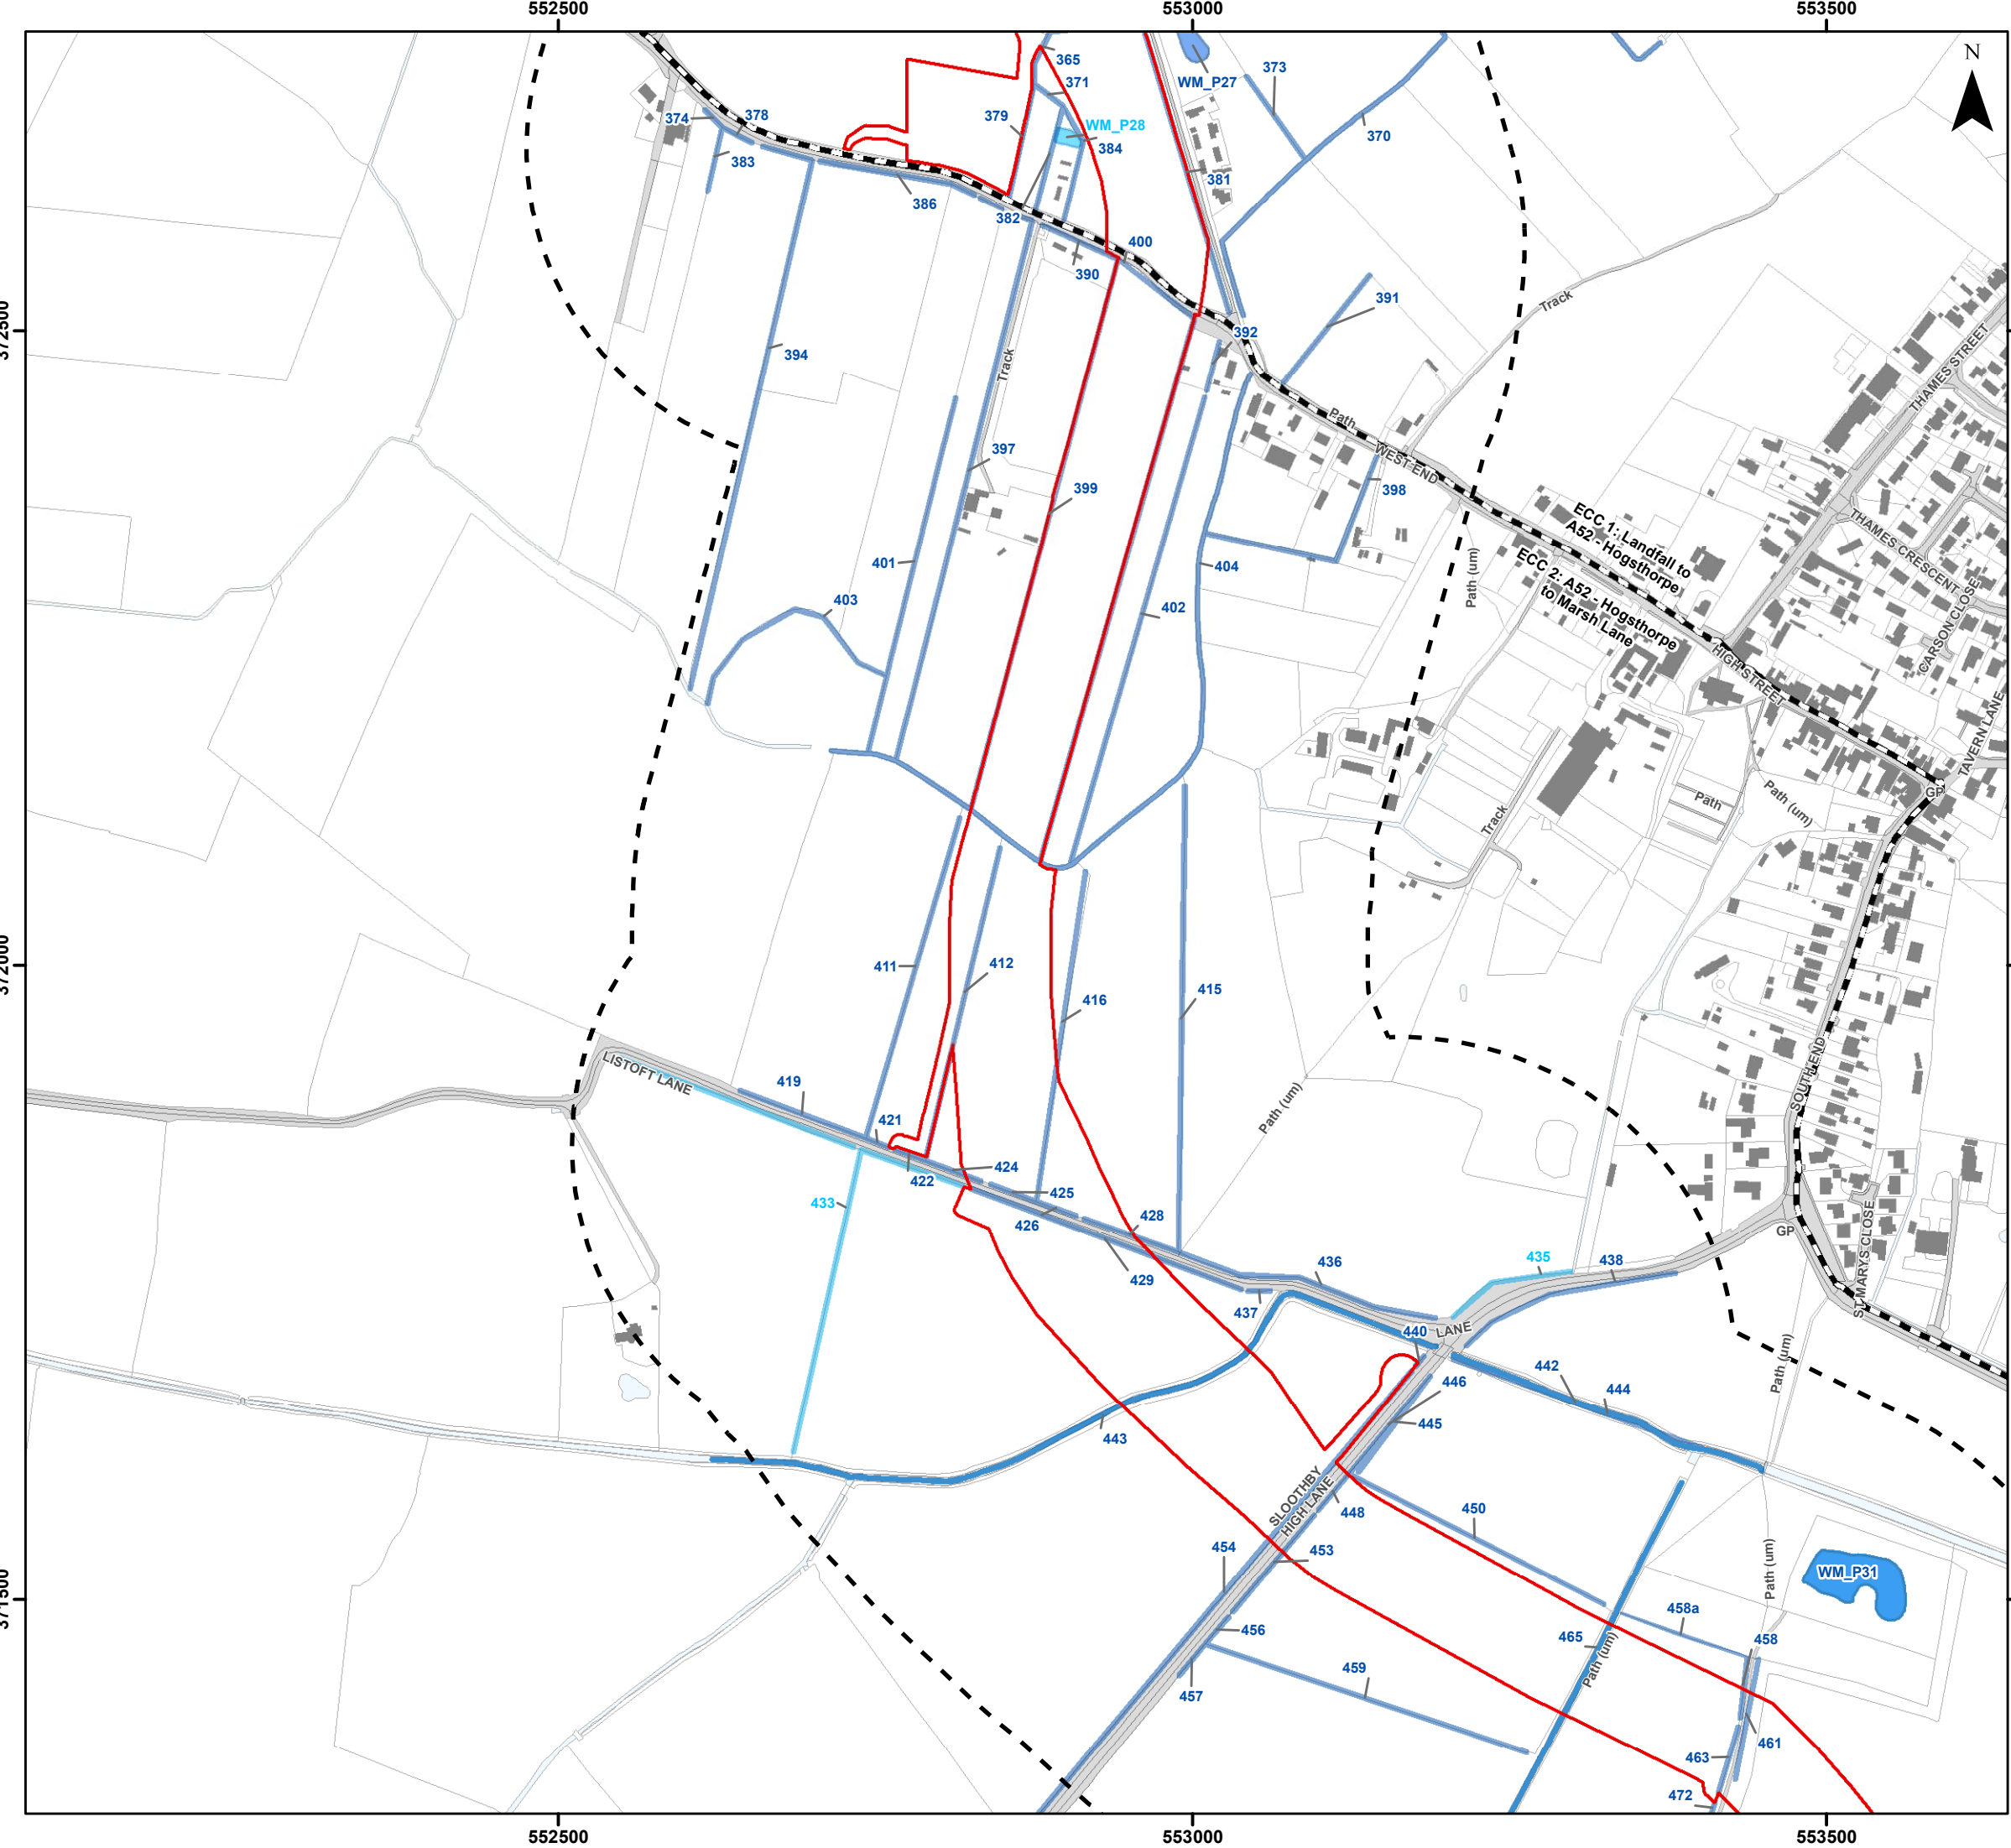 552500
553000
553500
N
365
373
371
WM_P27
374
378
379
WM_P28
370
384
383
381
386
382
400
390
391
Track
372500
392
THAMES STREET
394
Track
Path
397
WEST END
399
398
THAMES CRESCENT
ECC 1: Landfall to
A52 - Hogsthorpe
ECC 2: A52 - Hogsthorpe
to Marsh Lane
401
404
Path (um)
403
402
CARSON CLOSE
HIGH STREET
TAVERN LANE
GP
Path
Path (um)
Track
372000
411
412
416
415
LISTOFT LANE
419
Path (um)
SOUTH END
421
424
422
425
433
426
428
GP
429
436
435
438
ST MARYS CLOSE
437
440
LANE
442
444
Path (um)
446
445
443
SLOOTHBY
HIGH LANE
448
450
454
453
371500
Path (um)
WM_P31
458a
456
465
Path (um)
458
459
457
461
463
472
552500
553000
553500